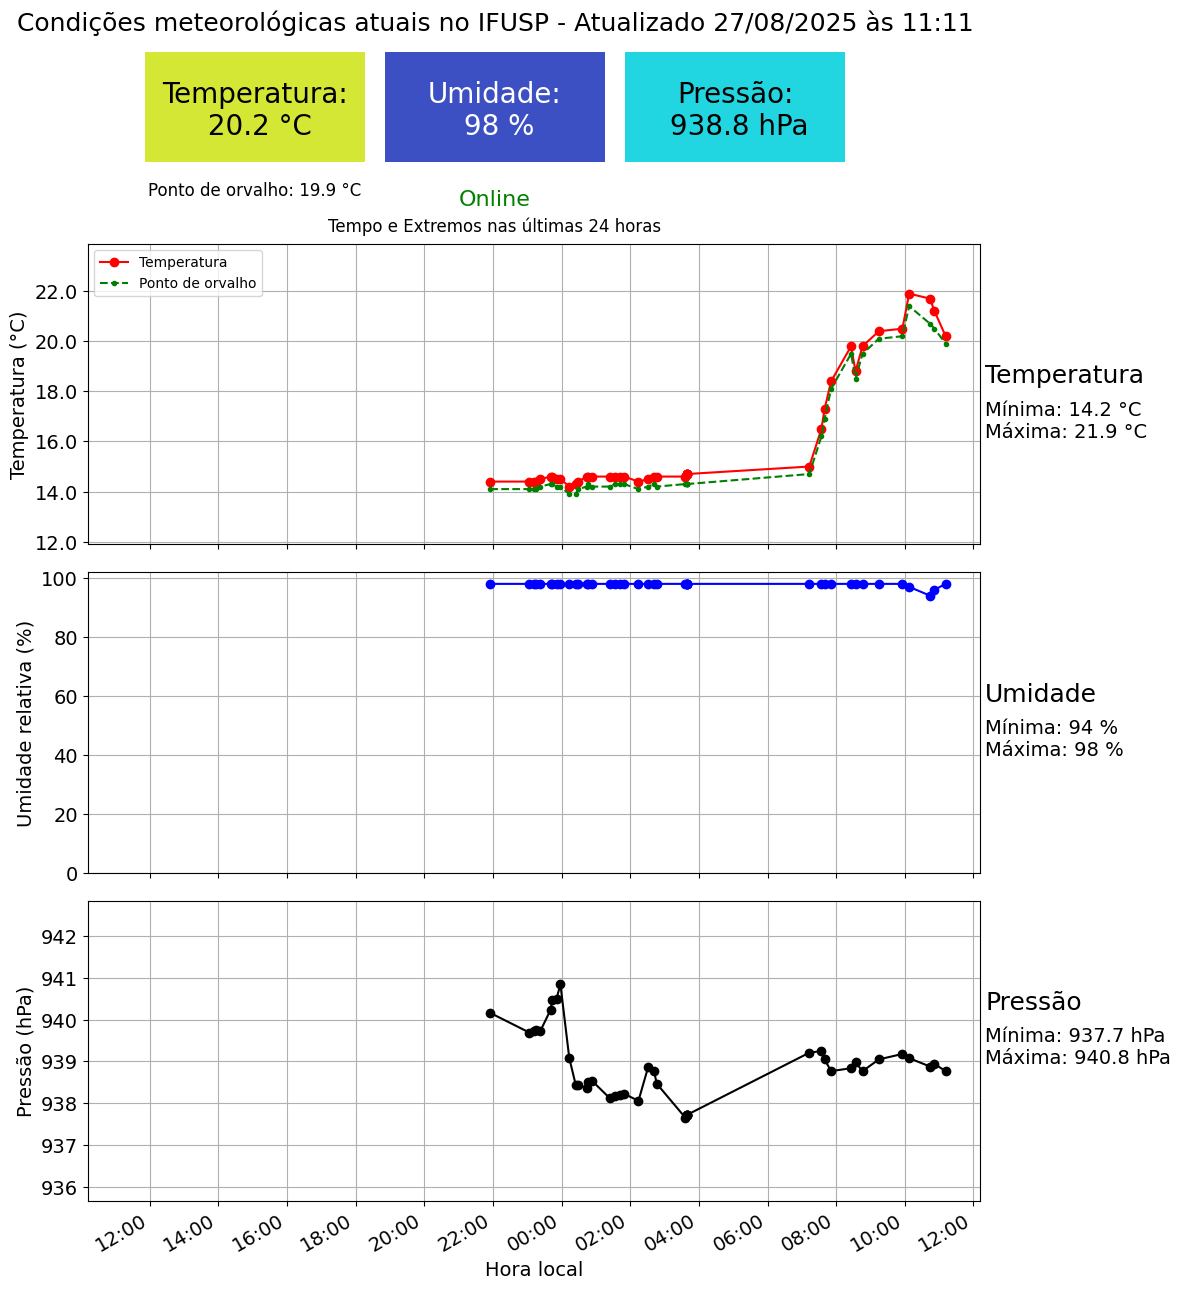 Condições meteorológicas atuais no IFUSP - Atualizado 27/08/2025 às 11:11
Temperatura:
20.2 °C
Umidade:
98 %
Pressão:
938.8 hPa
Ponto de orvalho: 19.9 °C
Online
Tempo e Extremos nas últimas 24 horas
Temperatura
Ponto de orvalho
Temperatura (°C)
22.0
20.0
18.0
16.0
14.0
12.0
Temperatura
Mínima: 14.2 °C
Máxima: 21.9 °C
Umidade relativa (%)
100
80
60
40
20
0
Umidade
Mínima: 94 %
Máxima: 98 %
Pressão (hPa)
942
941
940
939
938
937
936
Pressão
Mínima: 937.7 hPa
Máxima: 940.8 hPa
12:00 14:00 16:00 18:00 20:00 22:00 00:00 02:00 04:00 06:00 08:00 10:00 12:00
Hora local